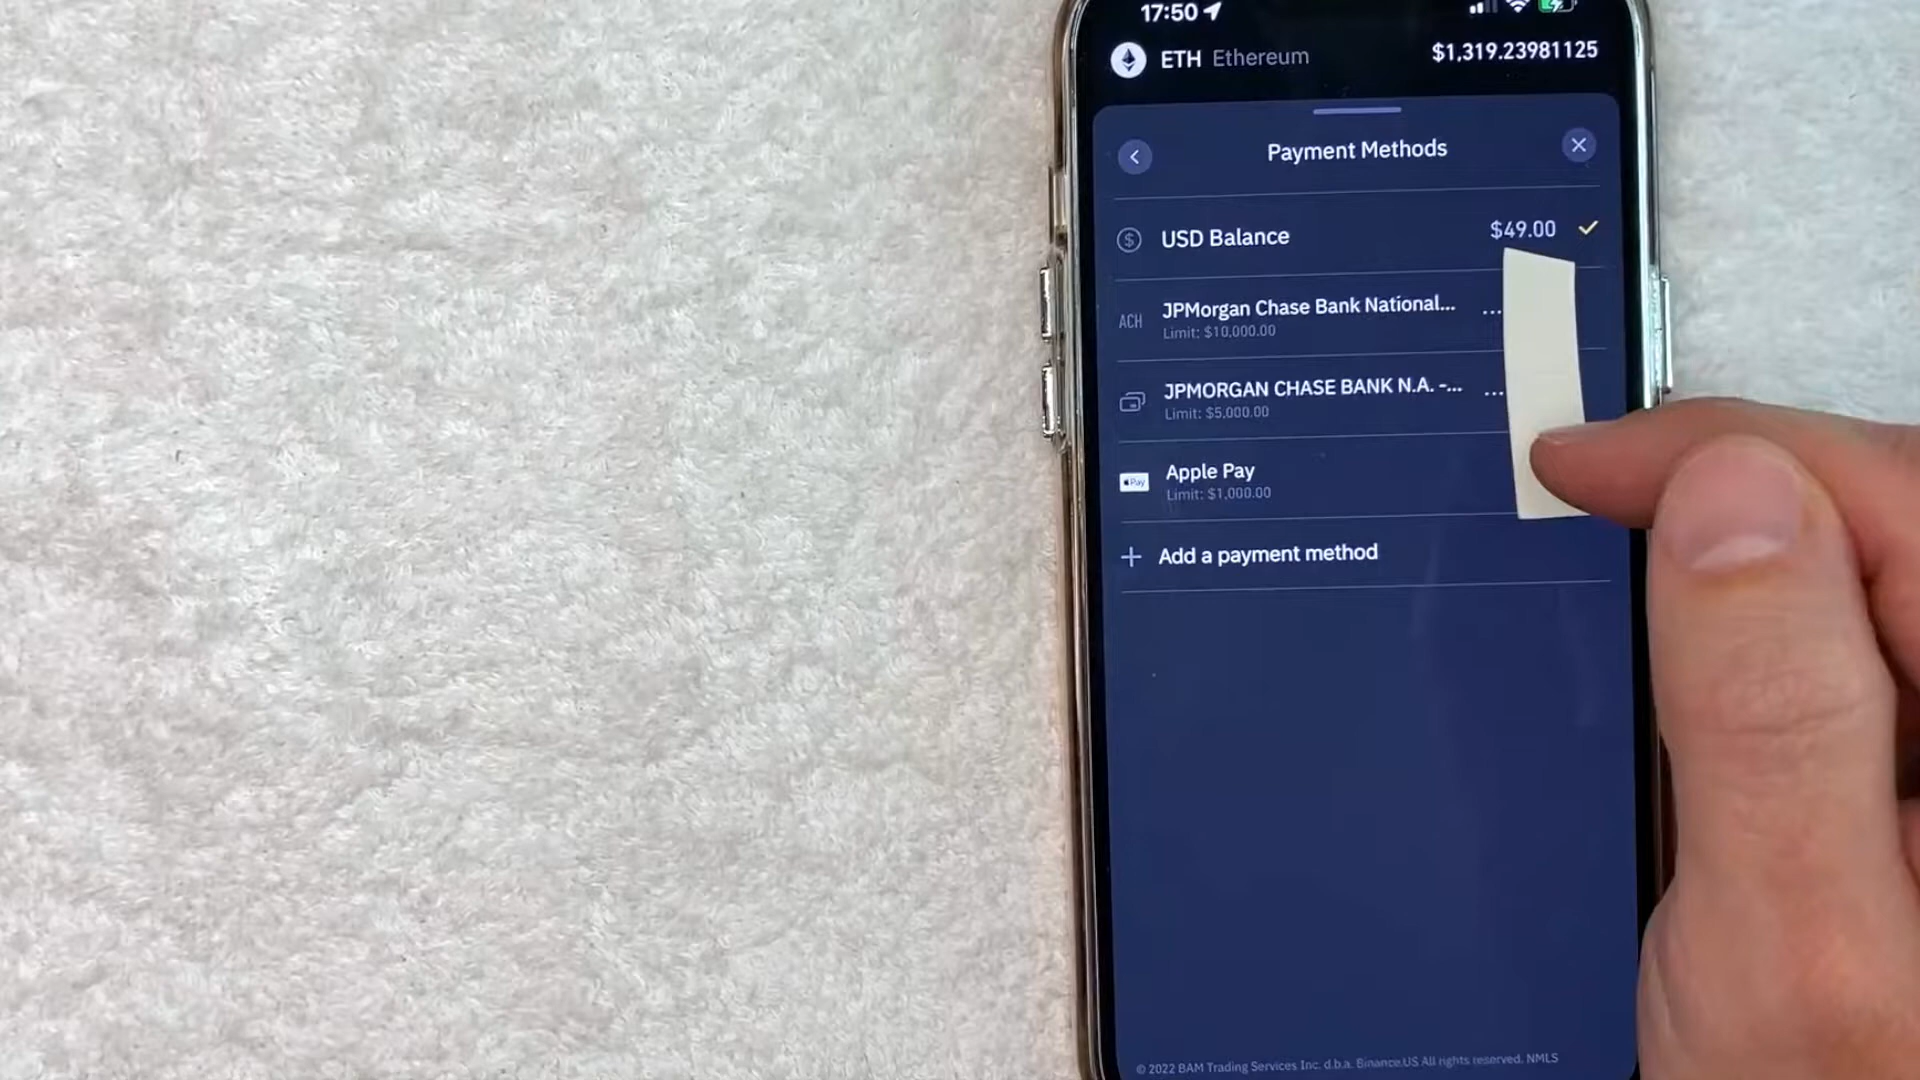 17:50
ETH Ethereum $1,319.23981125
Payment Methods
USD Balance $49.00
ACH JPMorgan Chase Bank National... ...
Limit: $10,000.00
JPMORGAN CHASE BANK N.A. -... ...
Limit: $5,000.00
Pay Apple Pay
Limit: $1,000.00
+ Add a payment method
© 2022 BAM Trading Services Inc. d.b.a. Binance.US All rights reserved. NMLS